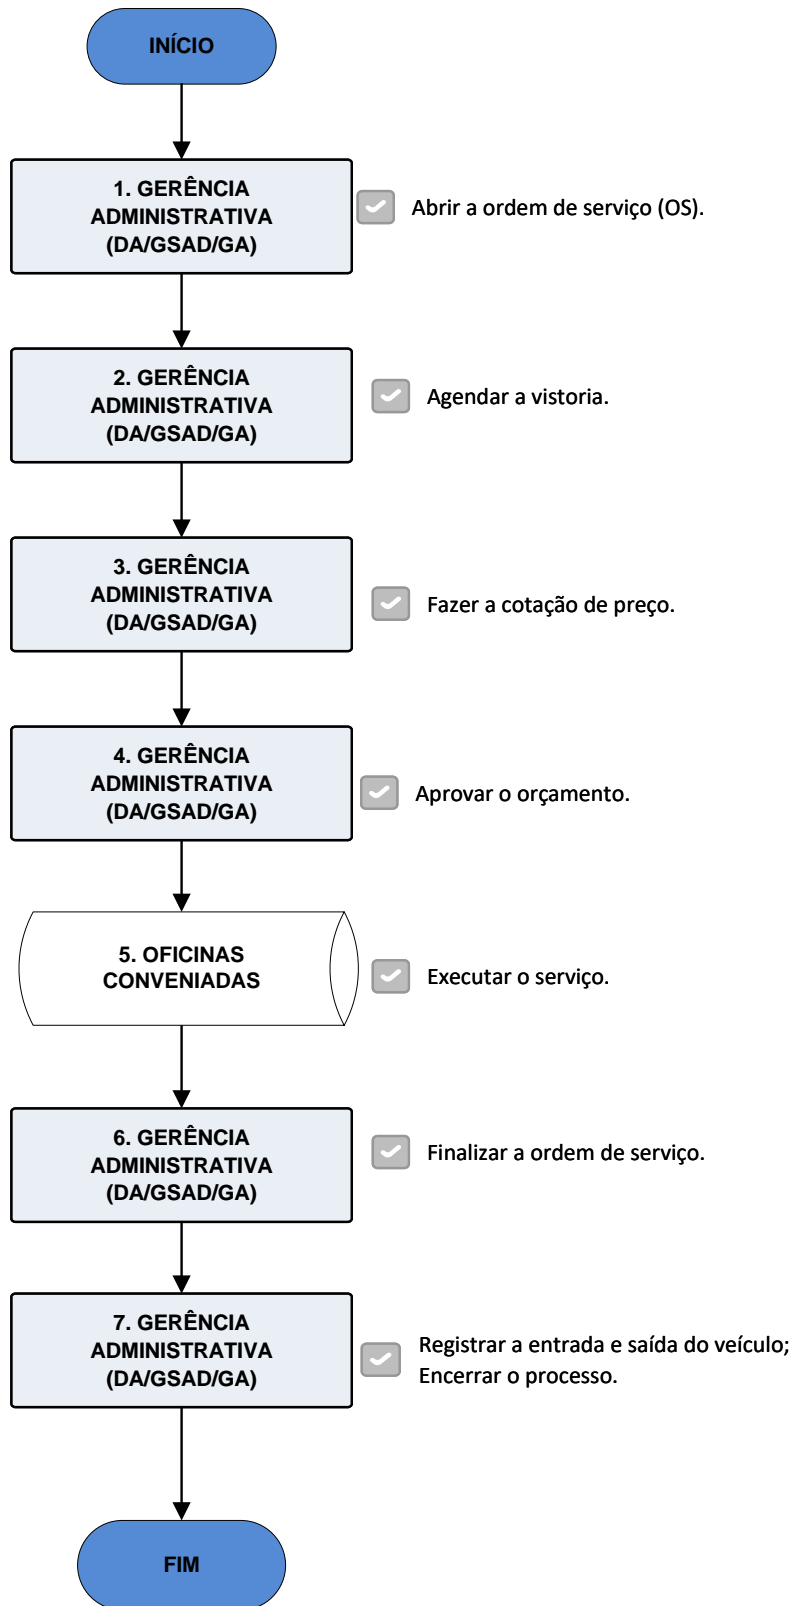 INÍCIO
1. GERÊNCIA
ADMINISTRATIVA
(DA/GSAD/GA)
Abrir a ordem de serviço (OS).
2. GERÊNCIA
ADMINISTRATIVA
(DA/GSAD/GA)
Agendar a vistoria.
3. GERÊNCIA
ADMINISTRATIVA
(DA/GSAD/GA)
Fazer a cotação de preço.
4. GERÊNCIA
ADMINISTRATIVA
(DA/GSAD/GA)
Aprovar o orçamento.
5. OFICINAS
CONVENIADAS
Executar o serviço.
6. GERÊNCIA
ADMINISTRATIVA
(DA/GSAD/GA)
Finalizar a ordem de serviço.
7. GERÊNCIA
ADMINISTRATIVA
(DA/GSAD/GA)
Registrar a entrada e saída do veículo;
Encerrar o processo.
FIM